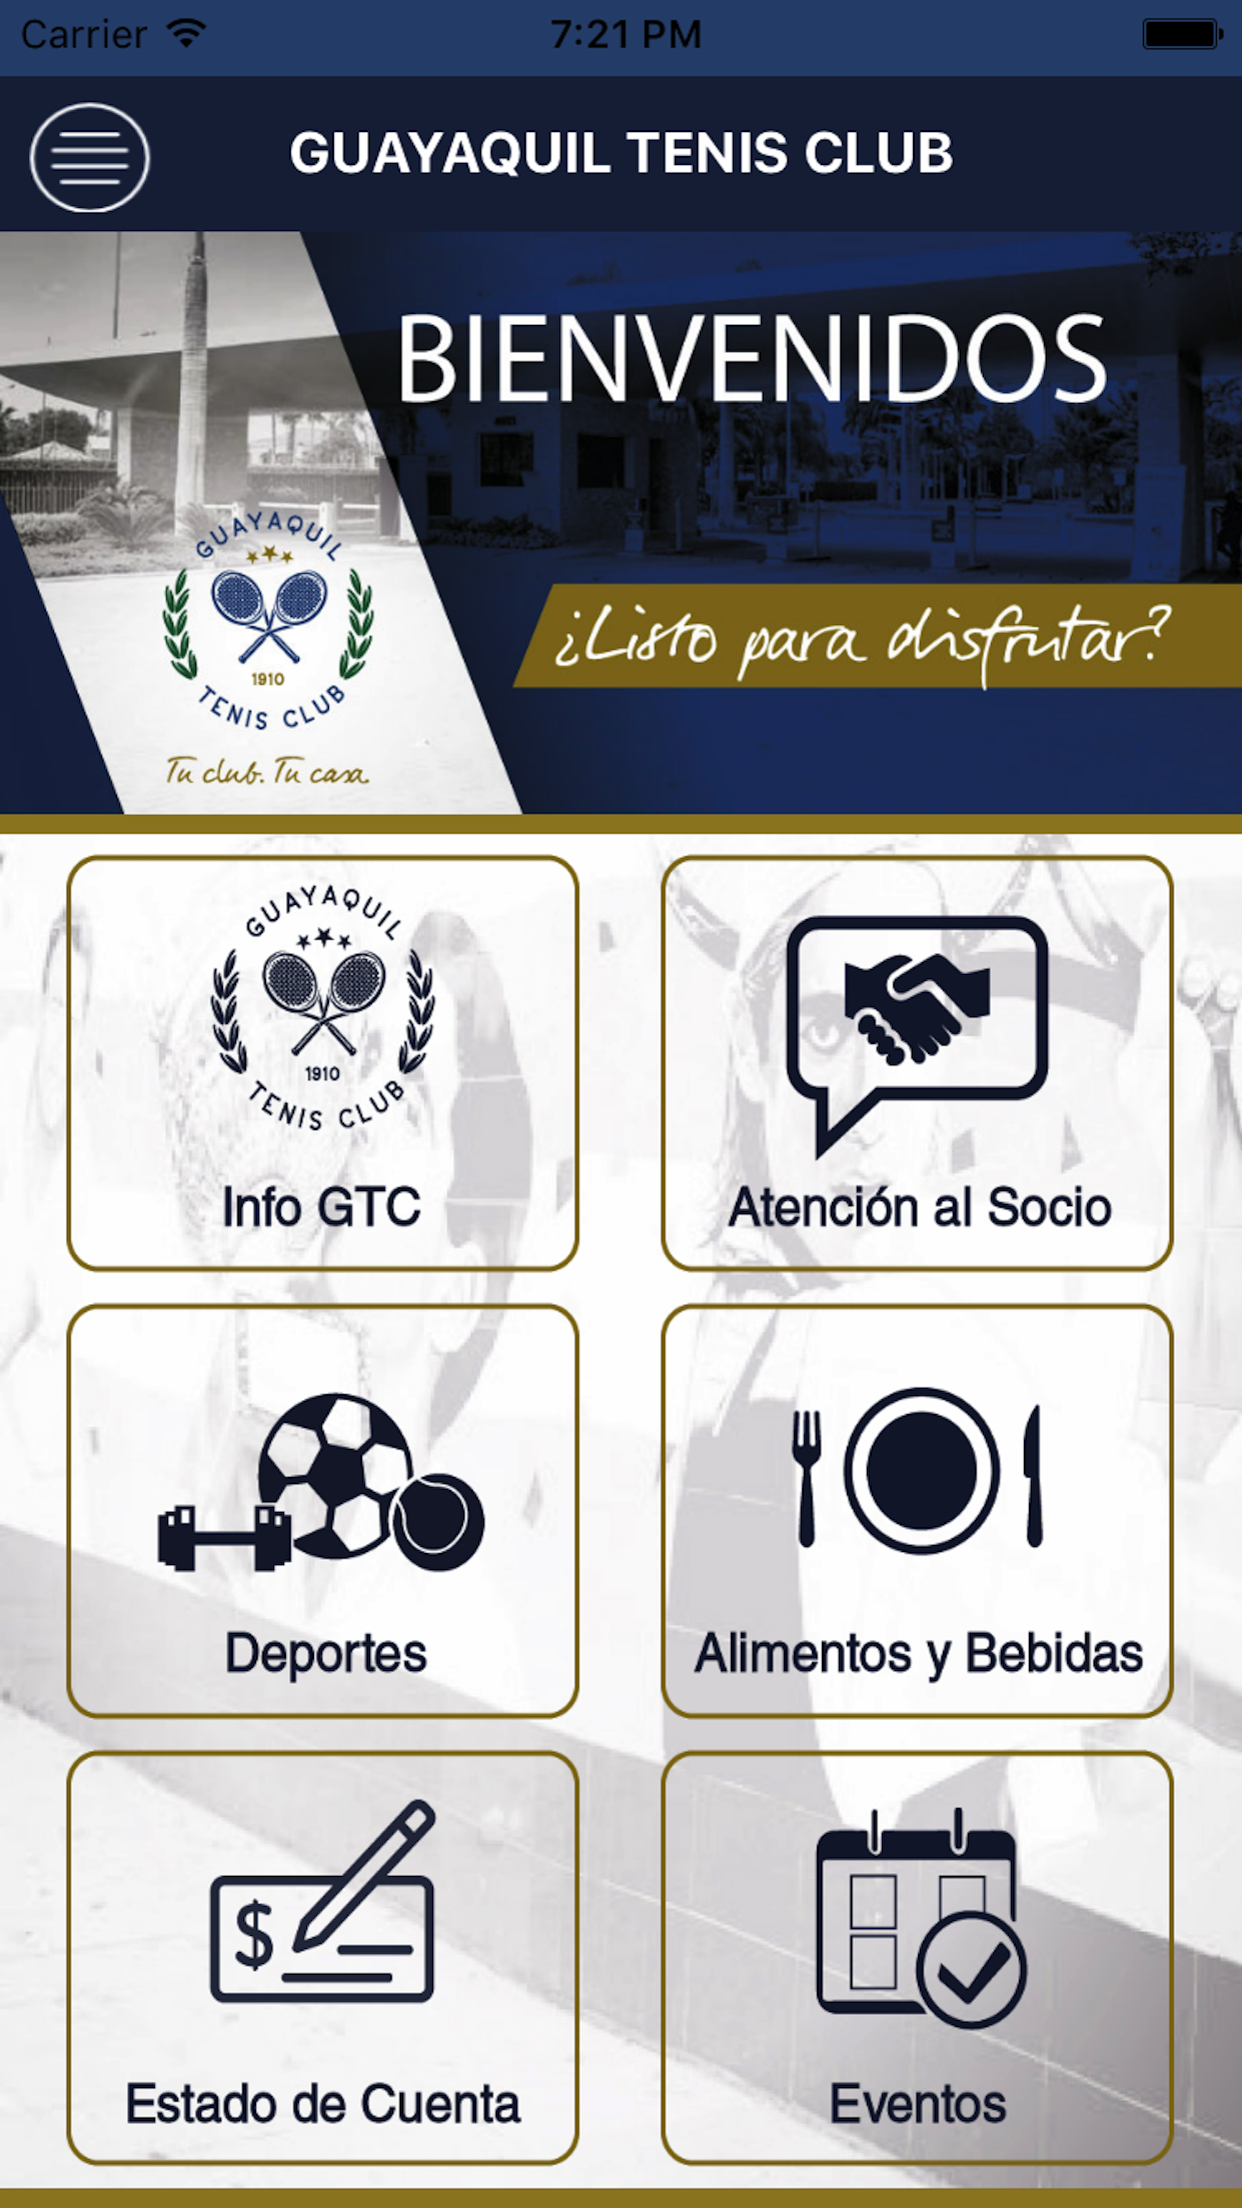 Carrier 7:21 PM
GUAYAQUIL TENIS CLUB
BIENVENIDOS
¿Listo para disfrutar?
GUAYAQUIL
1910
TENIS CLUB
Tu club. Tu casa.
GUAYAQUIL
1910
TENIS CLUB
Info GTC
Atención al Socio
Deportes
Alimentos y Bebidas
$
Estado de Cuenta
Eventos